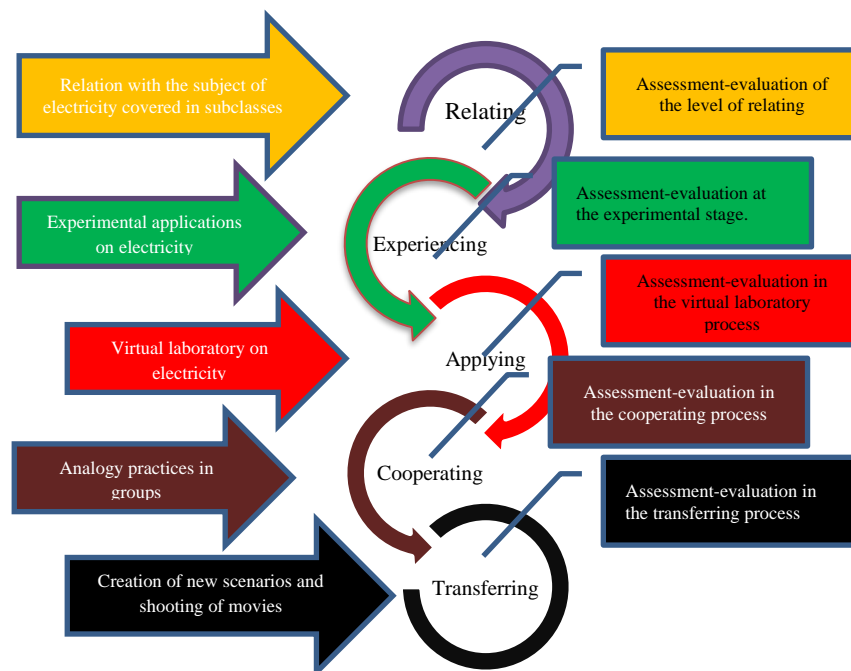 Relation with the subject of
electricity covered in subclasses
Relating
Assessment-evaluation of
the level of relating
Experimental applications
on electricity
Experiencing
Assessment-evaluation at
the experimental stage.
Virtual laboratory on
electricity
Applying
Assessment-evaluation in
the virtual laboratory
process
Analogy practices in
groups
Cooperating
Assessment-evaluation in
the cooperating process
Creation of new scenarios and
shooting of movies
Transferring
Assessment-evaluation in
the transferring process